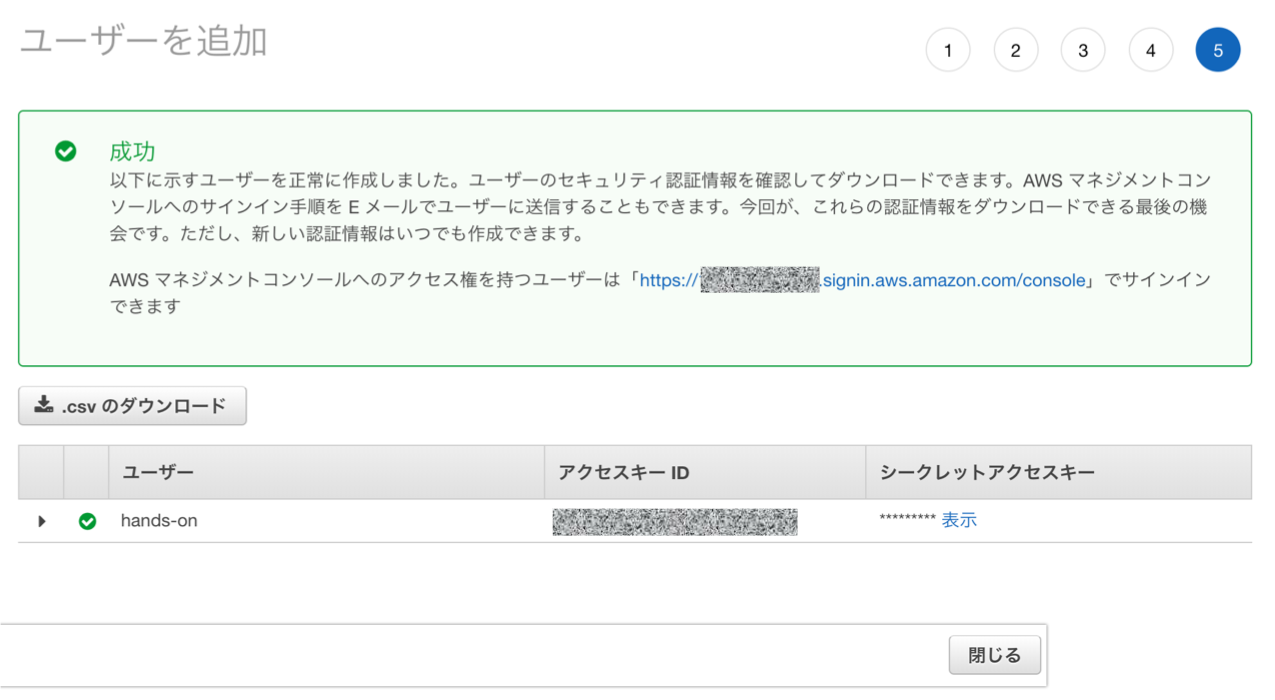 ユーザーを追加
1 2 3 4 5
成功
以下に示すユーザーを正常に作成しました。ユーザーのセキュリティ認証情報を確認してダウンロードできます。AWS マネジメントコン
ソールへのサインイン手順を E メールでユーザーに送信することもできます。今回が、これらの認証情報をダウンロードできる最後の機
会です。ただし、新しい認証情報はいつでも作成できます。
AWS マネジメントコンソールへのアクセス権を持つユーザーは「https:// .signin.aws.amazon.com/console」でサインイン
できます
.csv のダウンロード
ユーザー アクセスキー ID シークレットアクセスキー
hands-on ********* 表示
閉じる